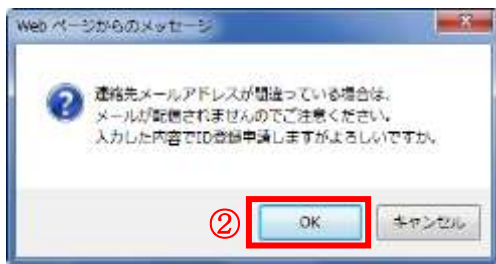 Web ページからのメッセージ
連絡先メールアドレスが間違っている場合は、
メールが配信されませんのでご注意ください。
入力した内容でID登録申請しますがよろしいですか。
② OK キャンセル